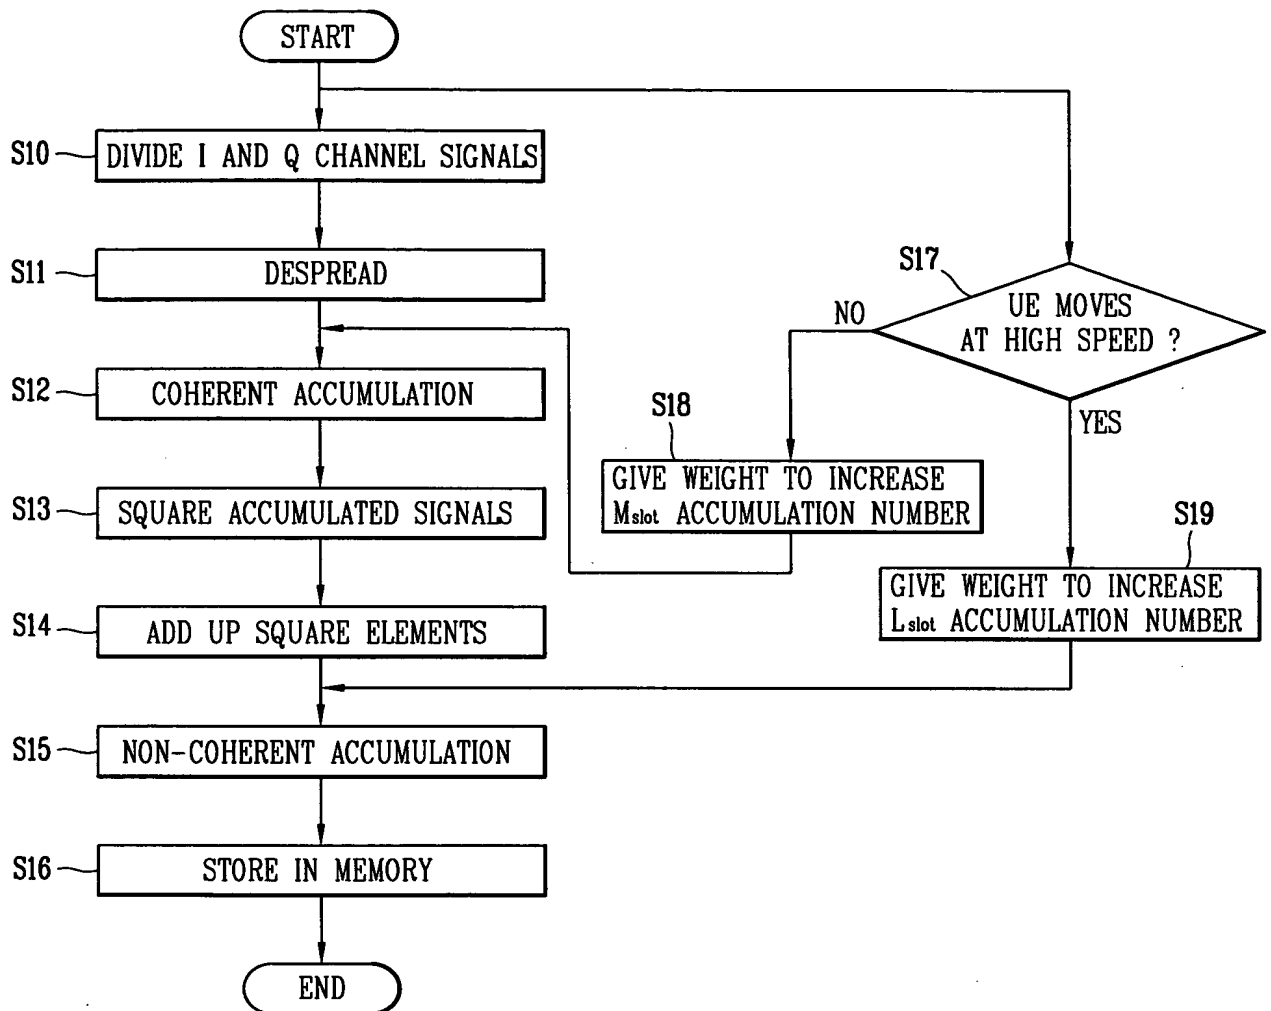 START
S10
DIVIDE I AND Q CHANNEL SIGNALS
S11
DESPREAD
S12
COHERENT ACCUMULATION
S13
SQUARE ACCUMULATED SIGNALS
S14
ADD UP SQUARE ELEMENTS
S15
NON-COHERENT ACCUMULATION
S16
STORE IN MEMORY
END
S17
UE MOVES
AT HIGH SPEED ?
NO
YES
S18
GIVE WEIGHT TO INCREASE
Mslot ACCUMULATION NUMBER
S19
GIVE WEIGHT TO INCREASE
Lslot ACCUMULATION NUMBER